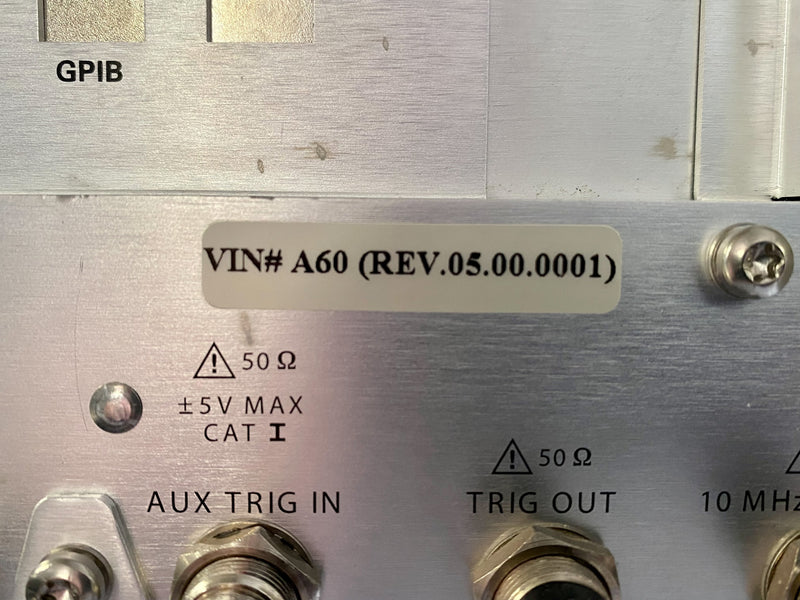 GPIB
VIN# A60 (REV.05.00.0001)
50 Ω
±5V MAX
CAT I
AUX TRIG IN
50 Ω
TRIG OUT
10 MHz